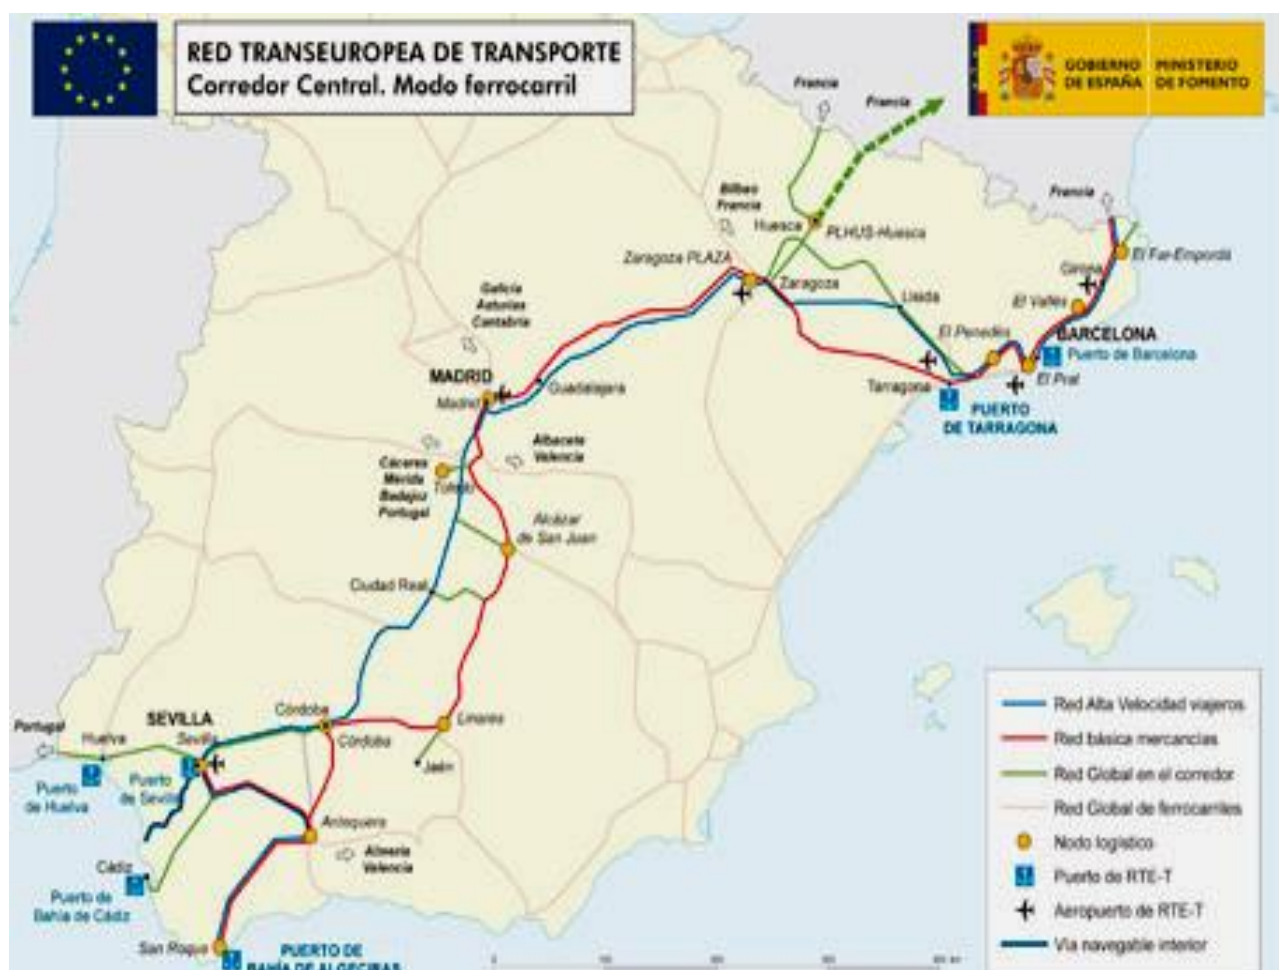 RED TRANSEUROPEA DE TRANSPORTE
Corredor Central. Modo ferrocarril
GOBIERNO
DE ESPAÑA
MINISTERIO
DE FOMENTO
Francia
Francia
Bilbao
Francia
Huesca
PLHUS-Huesca
Francia
El Far-Empordá
Girona
Zaragoza PLAZA
Zaragoza
Lleida
El Vallés
El Penedés
BARCELONA
Puerto de Barcelona
El Prat
Tarragona
PUERTO
DE TARRAGONA
Galicia
Asturias
Cantabria
MADRID
Madrid
Guadalajara
Albacete
Valencia
Cáceres
Mérida
Badajoz
Portugal
Toledo
Alcázar
de San Juan
Ciudad Real
Córdoba
Córdoba
Linares
Jaén
Portugal
Huelva
SEVILLA
Sevilla
Puerto
de Huelva
Puerto
de Sevilla
Antequera
Almería
Valencia
Cádiz
Puerto de
Bahía de Cádiz
San Roque
PUERTO DE
BAHÍA DE ALGECIRAS
Red Alta Velocidad viajeros
Red básica mercancías
Red Global en el corredor
Red Global de ferrocarriles
Nodo logístico
Puerto de RTE-T
Aeropuerto de RTE-T
Vía navegable interior